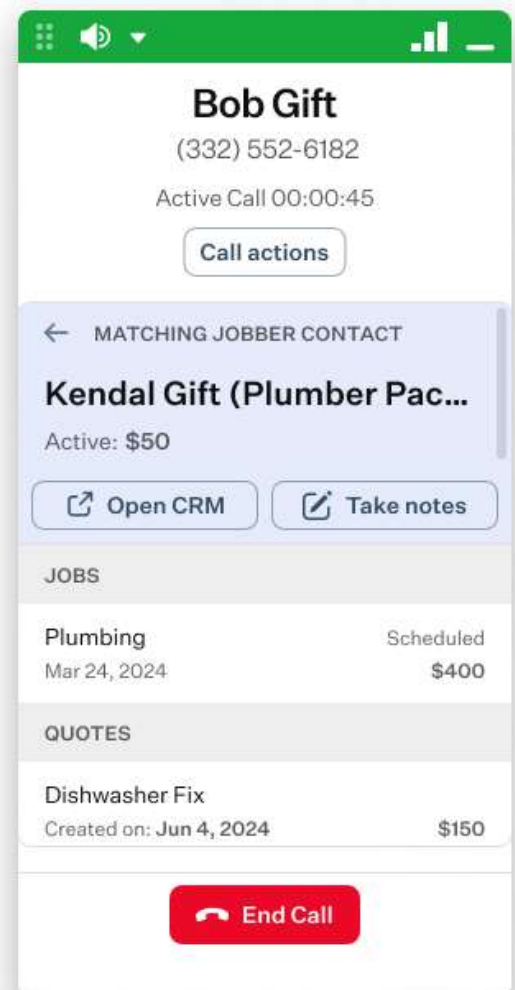 Bob Gift
(332) 552-6182
Active Call 00:00:45
Call actions
MATCHING JOBBER CONTACT
Kendal Gift (Plumber Pac...
Active: $50
Open CRM Take notes
JOBS
Plumbing Scheduled
Mar 24, 2024 $400
QUOTES
Dishwasher Fix
Created on: Jun 4, 2024 $150
End Call